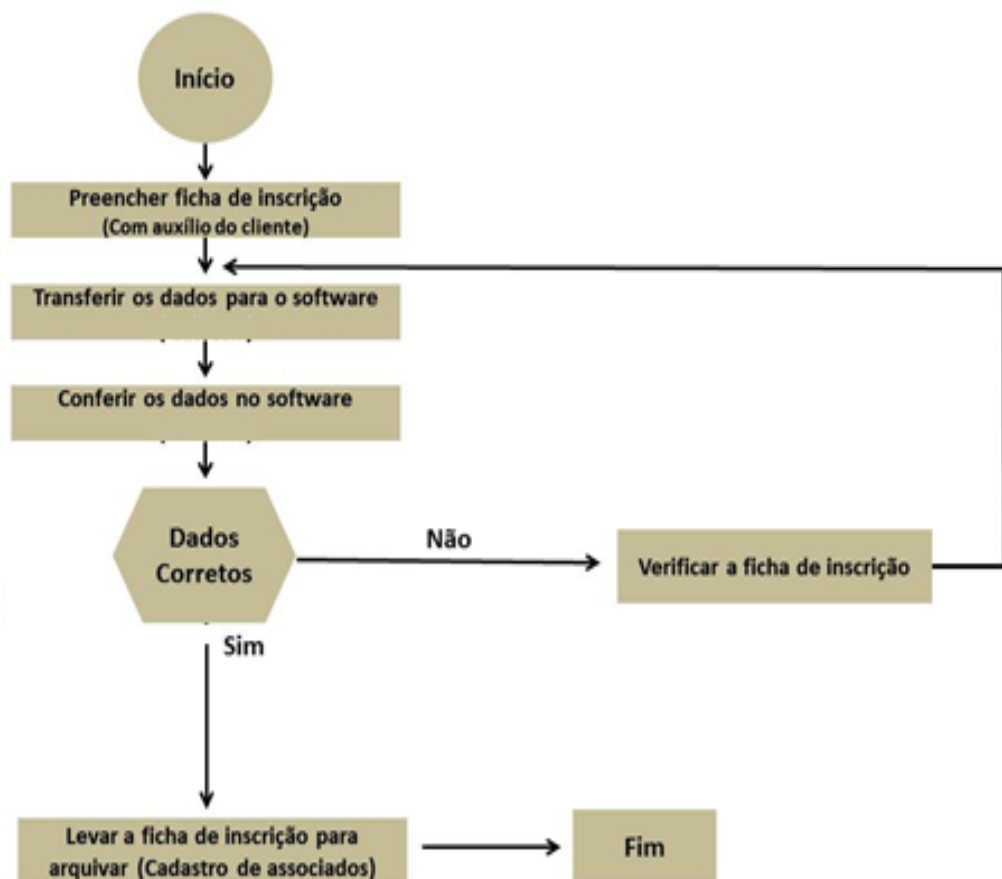 Início
Preencher ficha de inscrição
(Com auxílio do cliente)
Transferir os dados para o software
Conferir os dados no software
Dados
Corretos
Não
Verificar a ficha de inscrição
Sim
Levar a ficha de inscrição para
arquivar (Cadastro de associados)
Fim